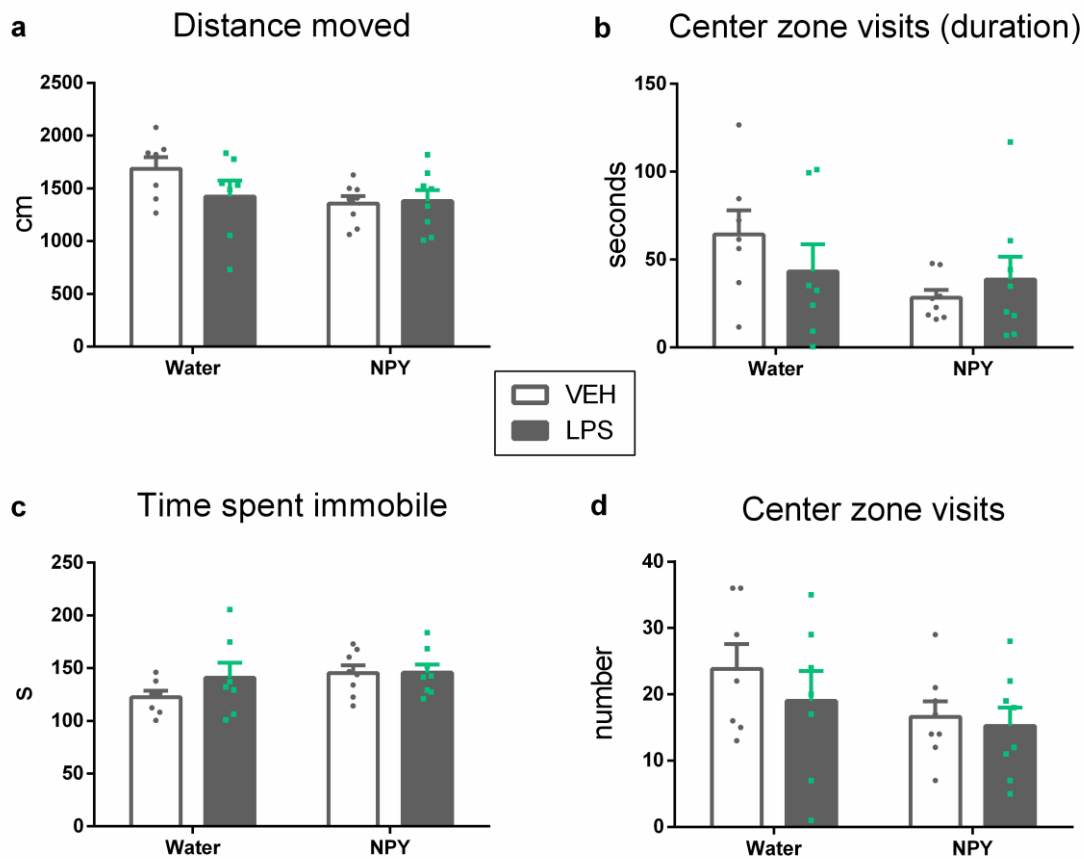 a Distance moved
2500
2000
1500
1000
500
0
cm
Water NPY
b Center zone visits (duration)
150
100
50
0
seconds
Water NPY
VEH
LPS
c Time spent immobile
250
200
150
100
50
0
s
Water NPY
d Center zone visits
40
30
20
10
0
number
Water NPY